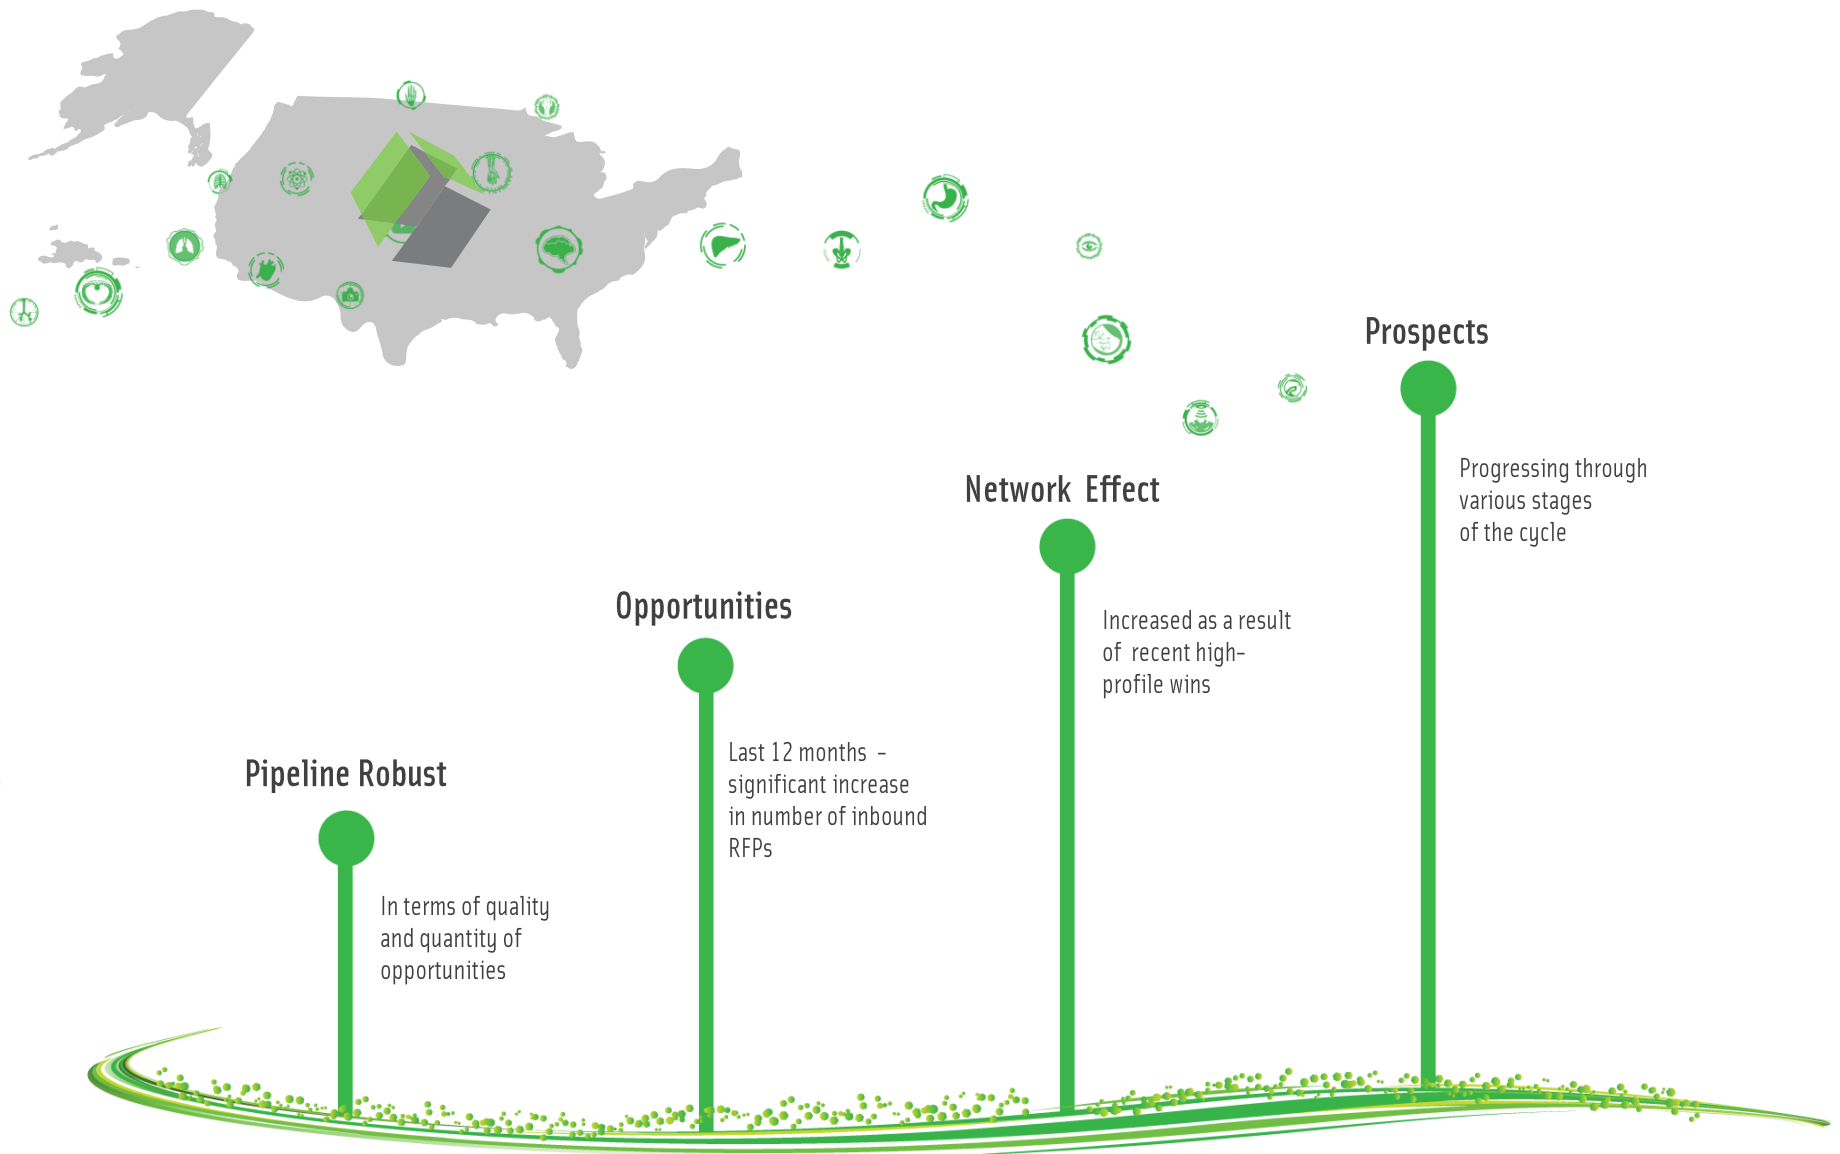 Prospects
Progressing through
various stages
of the cycle
Network Effect
Increased as a result
of recent high-
profile wins
Opportunities
Last 12 months -
significant increase
in number of inbound
RFPs
Pipeline Robust
In terms of quality
and quantity of
opportunities